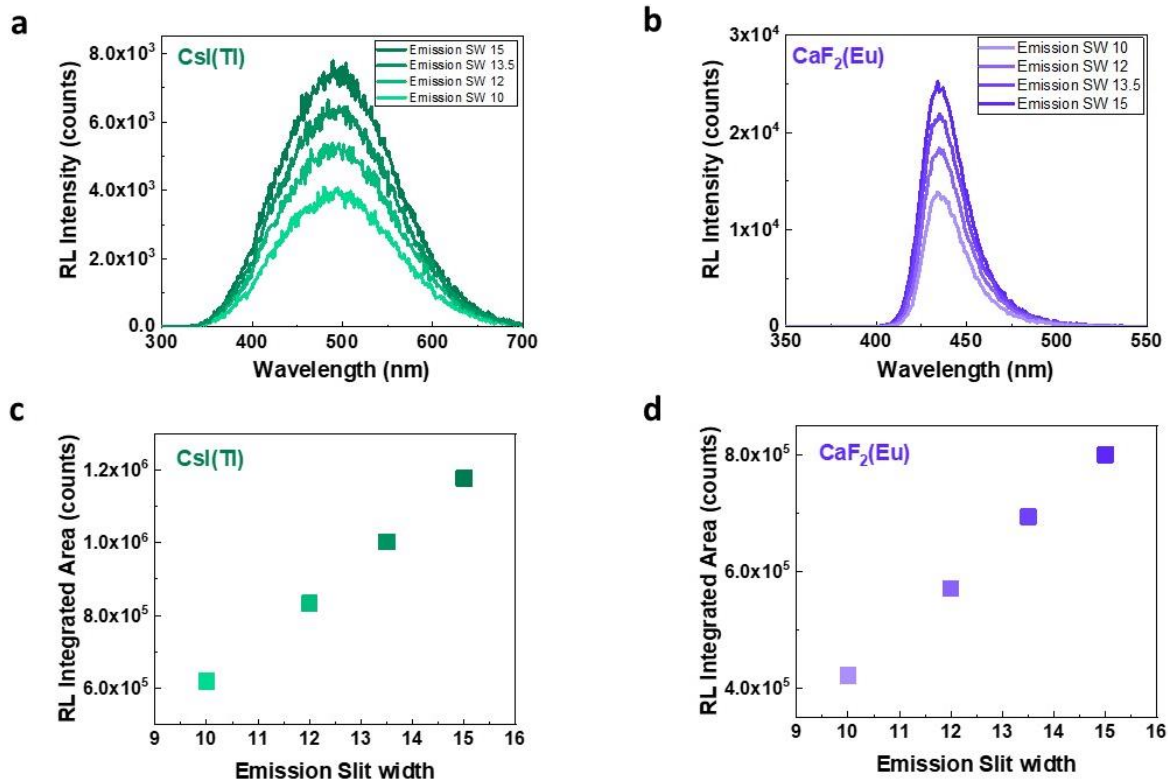 a
CsI(Tl)
Emission SW 15
Emission SW 13.5
Emission SW 12
Emission SW 10
8.0x10³
6.0x10³
4.0x10³
2.0x10³
0.0
RL Intensity (counts)
300 400 500 600 700
Wavelength (nm)
b
CaF₂(Eu)
Emission SW 10
Emission SW 12
Emission SW 13.5
Emission SW 15
3x10⁴
2x10⁴
1x10⁴
0
RL Intensity (counts)
350 400 450 500 550
Wavelength (nm)
c
CsI(Tl)
1.2x10⁶
1.0x10⁶
8.0x10⁵
6.0x10⁵
RL Integrated Area (counts)
9 10 11 12 13 14 15 16
Emission Slit width
d
CaF₂(Eu)
8.0x10⁵
6.0x10⁵
4.0x10⁵
RL Integrated Area (counts)
9 10 11 12 13 14 15 16
Emission Slit width